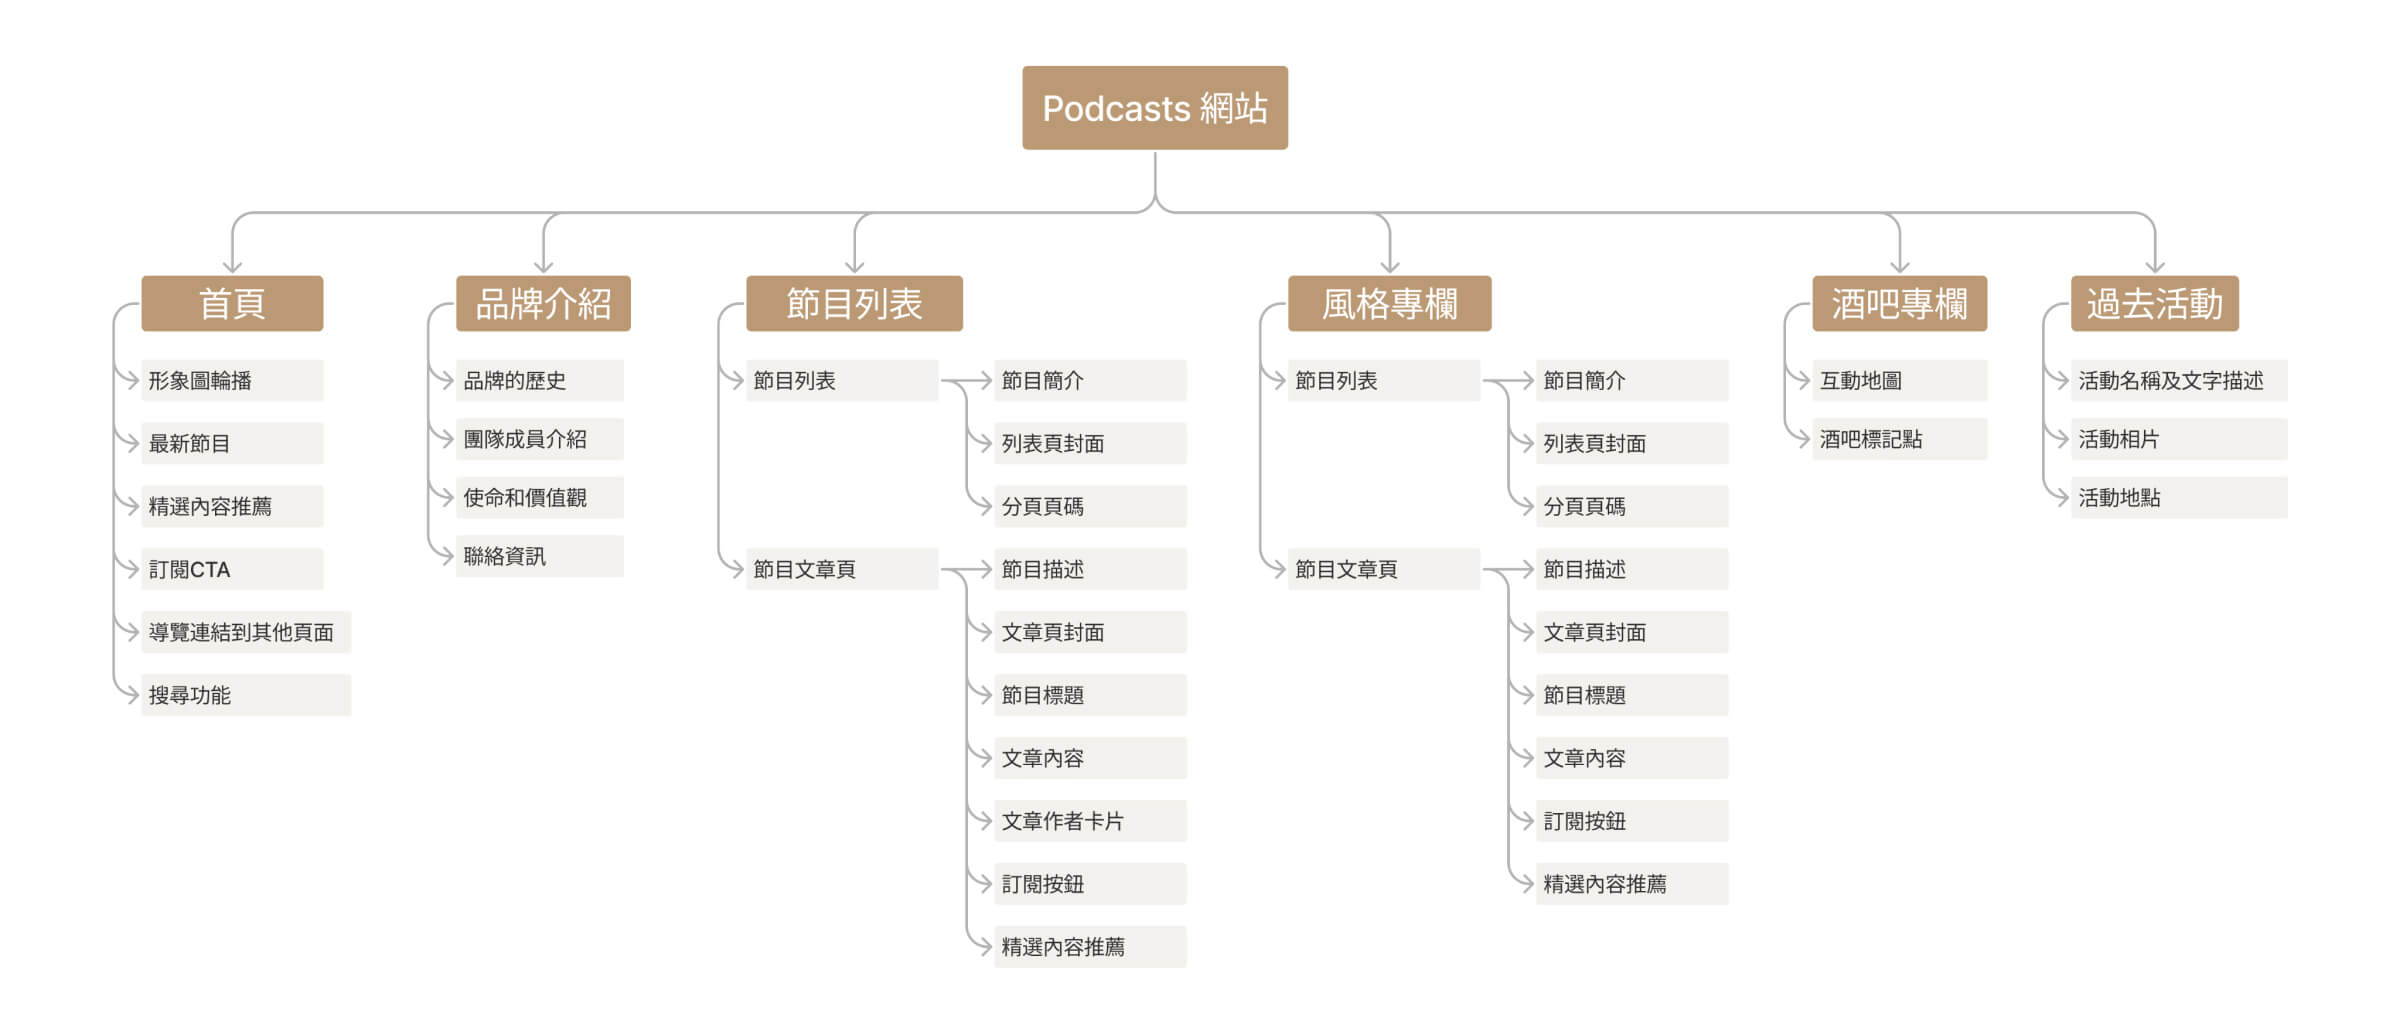 Podcasts 網站
首頁
形象圖輪播
最新節目
精選內容推薦
訂閱CTA
導覽連結到其他頁面
搜尋功能
品牌介紹
品牌的歷史
團隊成員介紹
使命和價值觀
聯絡資訊
節目列表
節目列表
節目簡介
列表頁封面
分頁頁碼
節目文章頁
節目描述
文章頁封面
節目標題
文章內容
文章作者卡片
訂閱按鈕
精選內容推薦
風格專欄
節目列表
節目簡介
列表頁封面
分頁頁碼
節目文章頁
節目描述
文章頁封面
節目標題
文章內容
訂閱按鈕
精選內容推薦
酒吧專欄
互動地圖
酒吧標記點
過去活動
活動名稱及文字描述
活動相片
活動地點